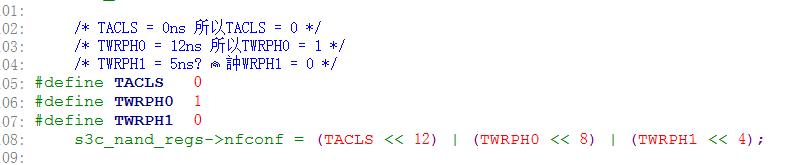 01:
02: /* TACLS = 0ns 所以TACLS = 0 */
03: /* TWRPH0 = 12ns 所以TWRPH0 = 1 */
04: /* TWRPH1 = 5ns? 訲WRPH1 = 0 */
05: #define TACLS 0
06: #define TWRPH0 1
07: #define TWRPH1 0
08: s3c_nand_regs->nfconf = (TACLS << 12) | (TWRPH0 << 8) | (TWRPH1 << 4);
09: